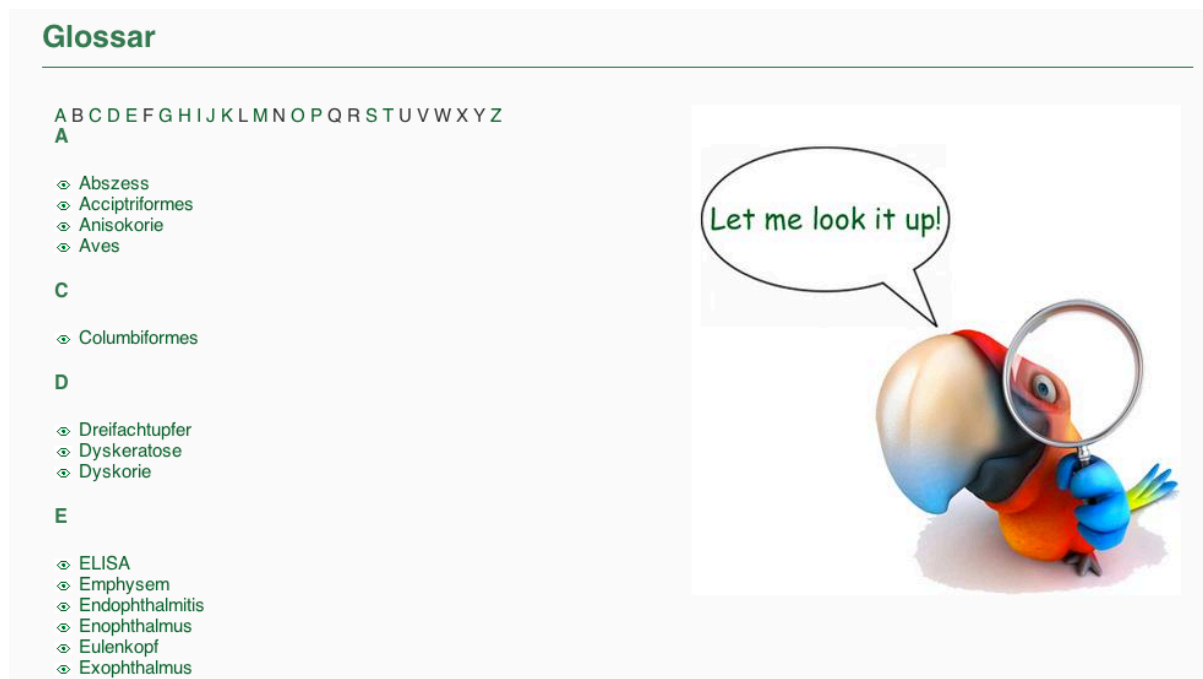 Glossar
A B C D E F G H I J K L M N O P Q R S T U V W X Y Z
A
Abszess
Acciptriformes
Anisokorie
Aves
C
Columbiformes
D
Dreifachtupfer
Dyskeratose
Dyskorie
E
ELISA
Emphysem
Endophthalmitis
Enophthalmus
Eulenkopf
Exophthalmus
Let me look it up!